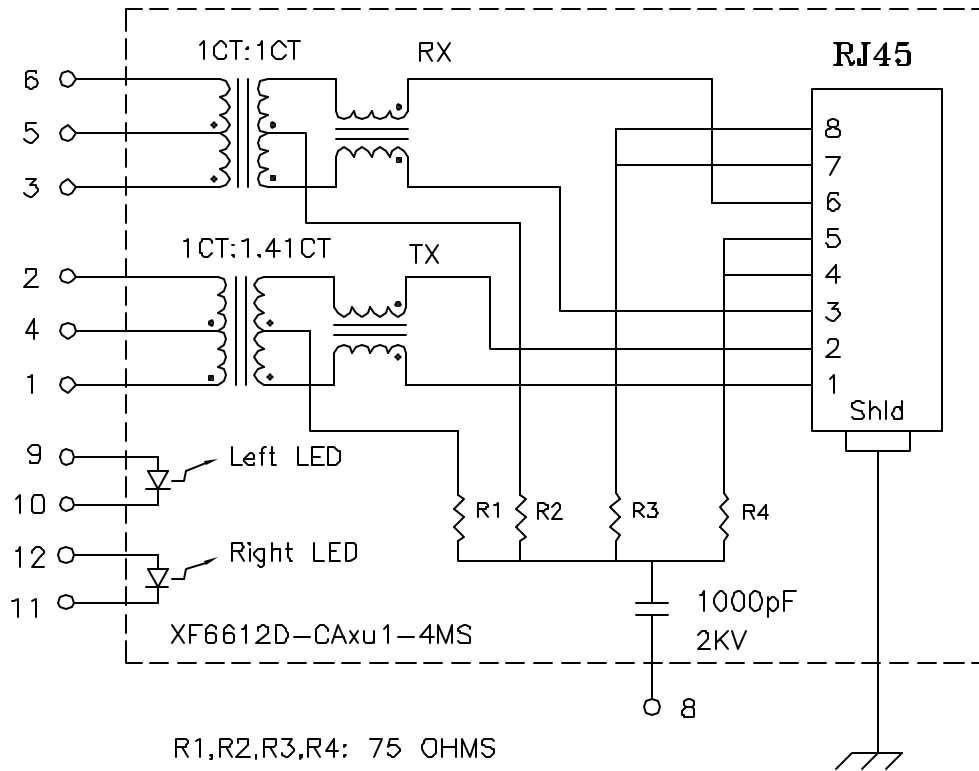 1CT:1CT
RX
RJ45
6
5
3
8
7
6
5
4
3
2
1
Shld
1CT:1.41CT
TX
2
4
1
9
Left LED
10
R1
R2
R3
R4
12
Right LED
11
1000pF
2KV
XF6612D-CAxu1-4MS
8
R1,R2,R3,R4: 75 OHMS